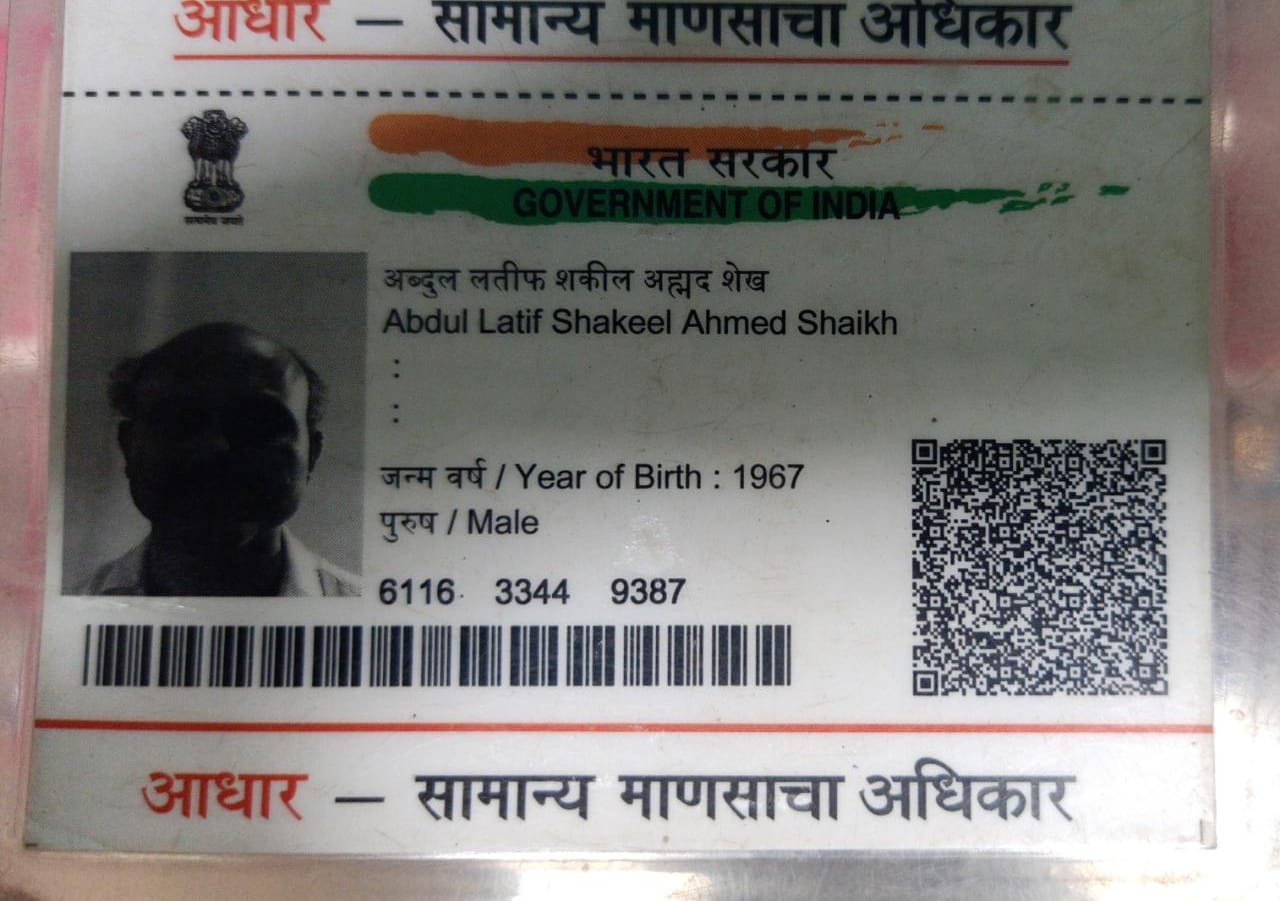 आधार — सामान्य माणसाचा अधिकार
सत्यमेव जयते
भारत सरकार
GOVERNMENT OF INDIA
अब्दुल लतीफ शकील अह्मद शेख
Abdul Latif Shakeel Ahmed Shaikh
:
:
जन्म वर्ष / Year of Birth : 1967
पुरुष / Male
6116 3344 9387
आधार — सामान्य माणसाचा अधिकार